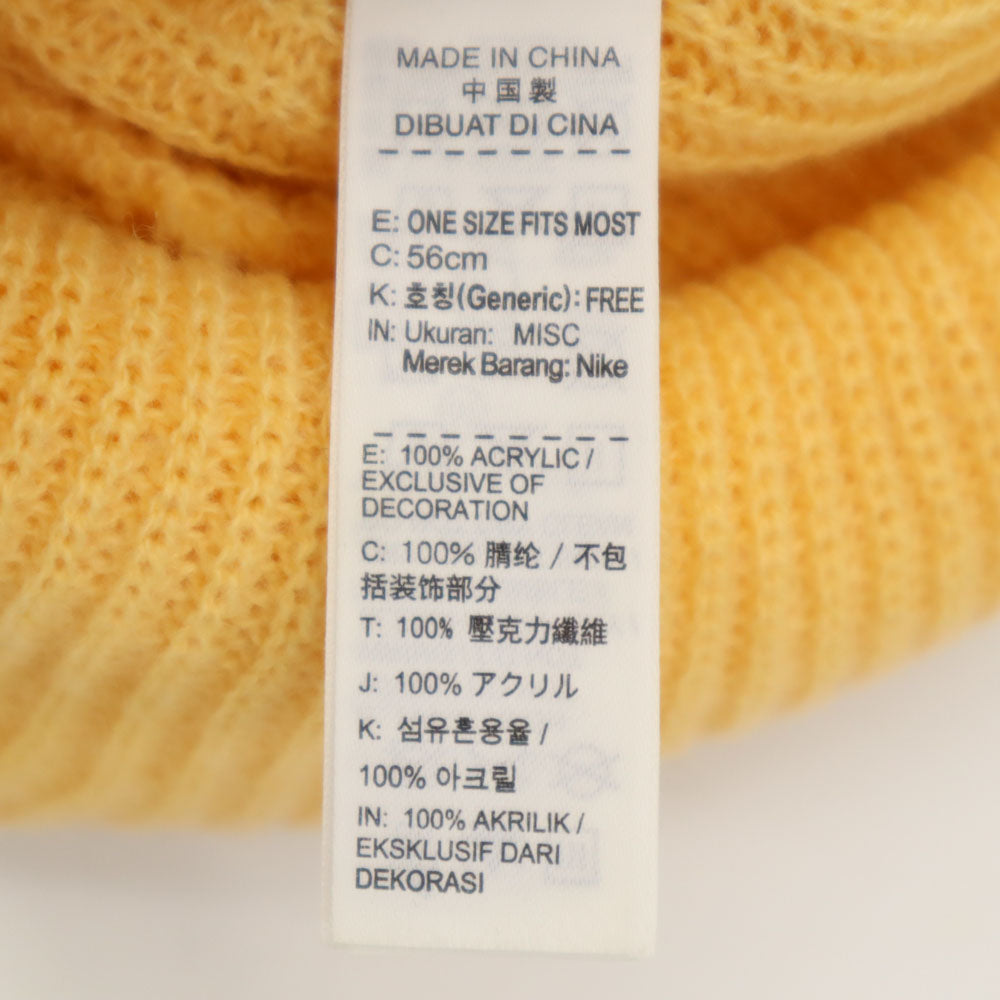 MADE IN CHINA
中国製
DIBUAT DI CINA
E: ONE SIZE FITS MOST
C: 56cm
K: 호칭(Generic): FREE
IN: Ukuran: MISC
Merek Barang: Nike
E: 100% ACRYLIC /
EXCLUSIVE OF
DECORATION
C: 100% 腈纶 / 不包
括装饰部分
T: 100% 壓克力纖維
J: 100% アクリル
K: 섬유혼용율 /
100% 아크릴
IN: 100% AKRILIK /
EKSKLUSIF DARI
DEKORASI